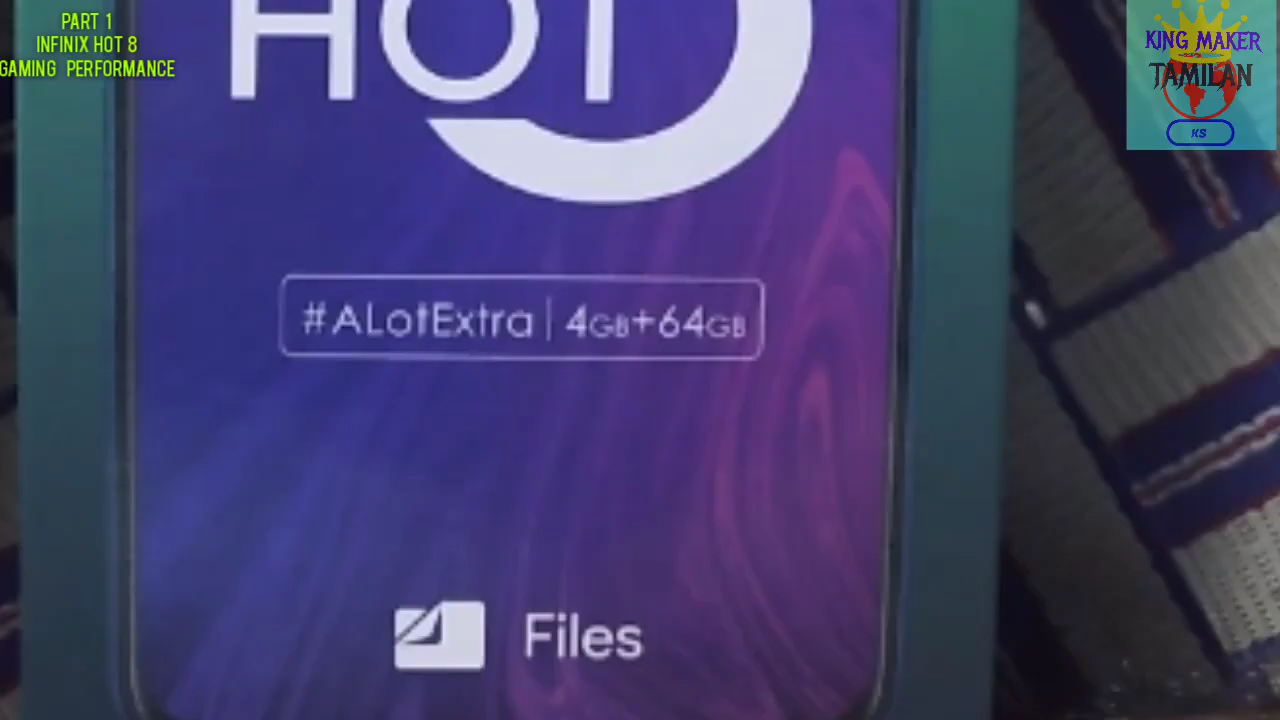 PART 1
INFINIX HOT 8
GAMING PERFORMANCE
KING MAKER
TAMILAN
KS
HOT
#ALotExtra | 4GB+64GB
Files